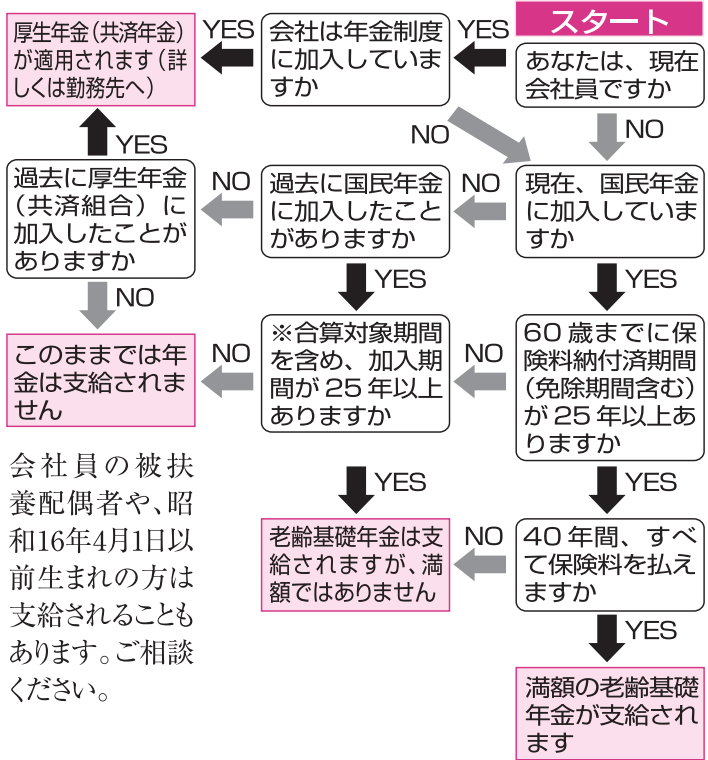 スタート
あなたは、現在
会社員ですか
YES
NO
会社は年金制度
に加入していま
すか
YES
NO
厚生年金（共済年金）
が適用されます（詳
しくは勤務先へ）
現在、国民年金
に加入していま
すか
NO
YES
過去に国民年金
に加入したこと
がありますか
NO
YES
過去に厚生年金
（共済組合）に
加入したことが
ありますか
YES
NO
60歳までに保
険料納付済期間
（免除期間含む）
が25年以上あ
りますか
NO
YES
※合算対象期間
を含め、加入期
間が25年以上
ありますか
NO
YES
このままでは年
金は支給されま
せん
40年間、すべ
て保険料を払え
ますか
NO
YES
老齢基礎年金は支
給されますが、満
額ではありません
満額の老齢基礎
年金が支給され
ます
会社員の被扶
養配偶者や、昭
和16年4月1日以
前生まれの方は
支給されることも
あります。ご相談
ください。